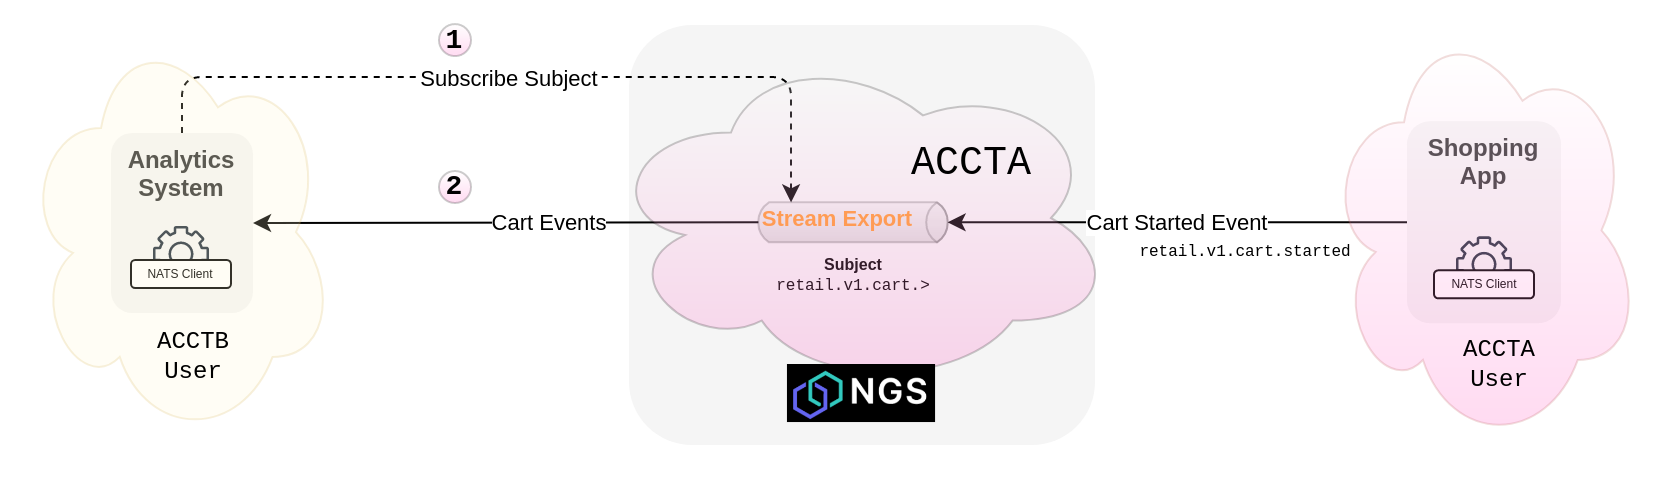 1
Subscribe Subject
Analytics
System
NATS Client
ACCTB
User
2
Cart Events
ACCTA
Stream Export
Subject
retail.v1.cart.>
NGS
Cart Started Event
retail.v1.cart.started
Shopping
App
NATS Client
ACCTA
User